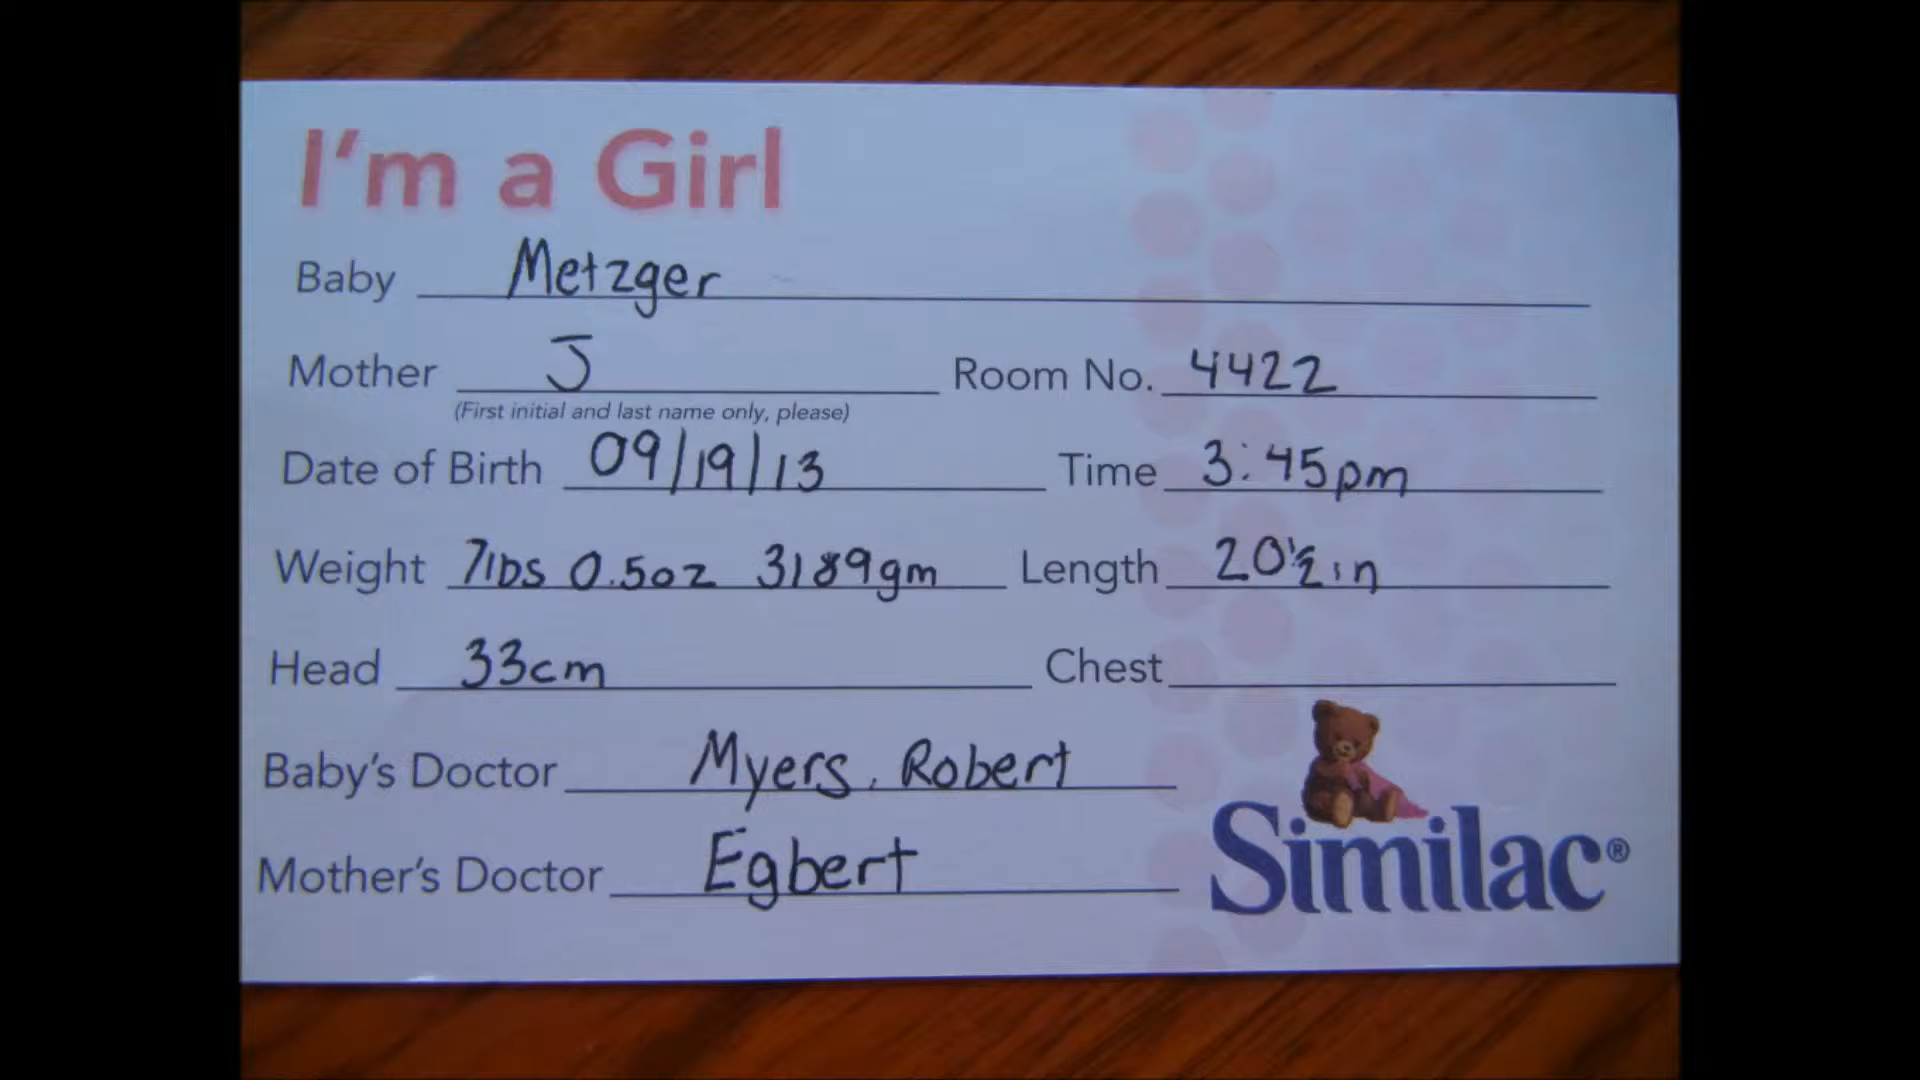 I'm a Girl
Baby Metzger
Mother J Room No. 4422
(First initial and last name only, please)
Date of Birth 09/19/13 Time 3:45pm
Weight 7lbs 0.5oz 3189gm Length 20½in
Head 33cm Chest
Baby's Doctor Myers, Robert
Mother's Doctor Egbert
Similac®